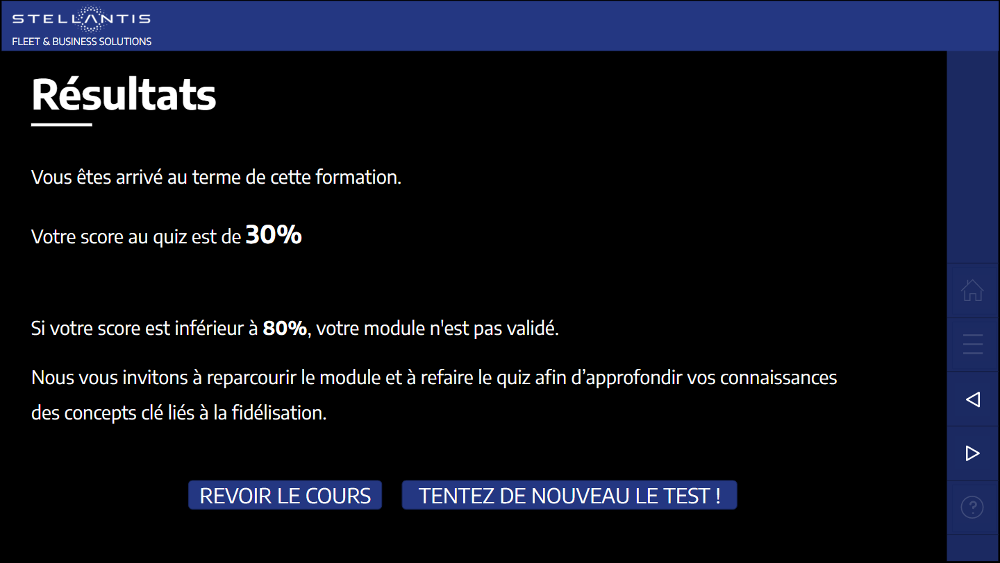 STELLANTIS
FLEET & BUSINESS SOLUTIONS
Résultats
Vous êtes arrivé au terme de cette formation.
Votre score au quiz est de 30%
Si votre score est inférieur à 80%, votre module n'est pas validé.
Nous vous invitons à reparcourir le module et à refaire le quiz afin d’approfondir vos connaissances
des concepts clé liés à la fidélisation.
REVOIR LE COURS
TENTEZ DE NOUVEAU LE TEST !
?